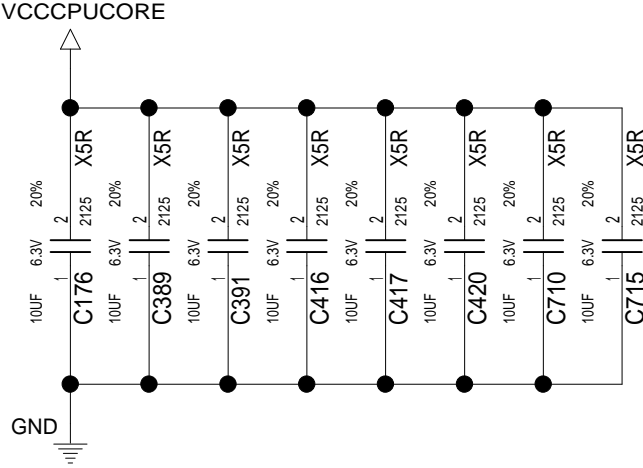 VCCCPUCORE
10UF 6.3V 20%
1 2
C176 2125 X5R
10UF 6.3V 20%
1 2
C389 2125 X5R
10UF 6.3V 20%
1 2
C391 2125 X5R
10UF 6.3V 20%
1 2
C416 2125 X5R
10UF 6.3V 20%
1 2
C417 2125 X5R
10UF 6.3V 20%
1 2
C420 2125 X5R
10UF 6.3V 20%
1 2
C710 2125 X5R
10UF 6.3V 20%
1 2
C715 2125 X5R
GND